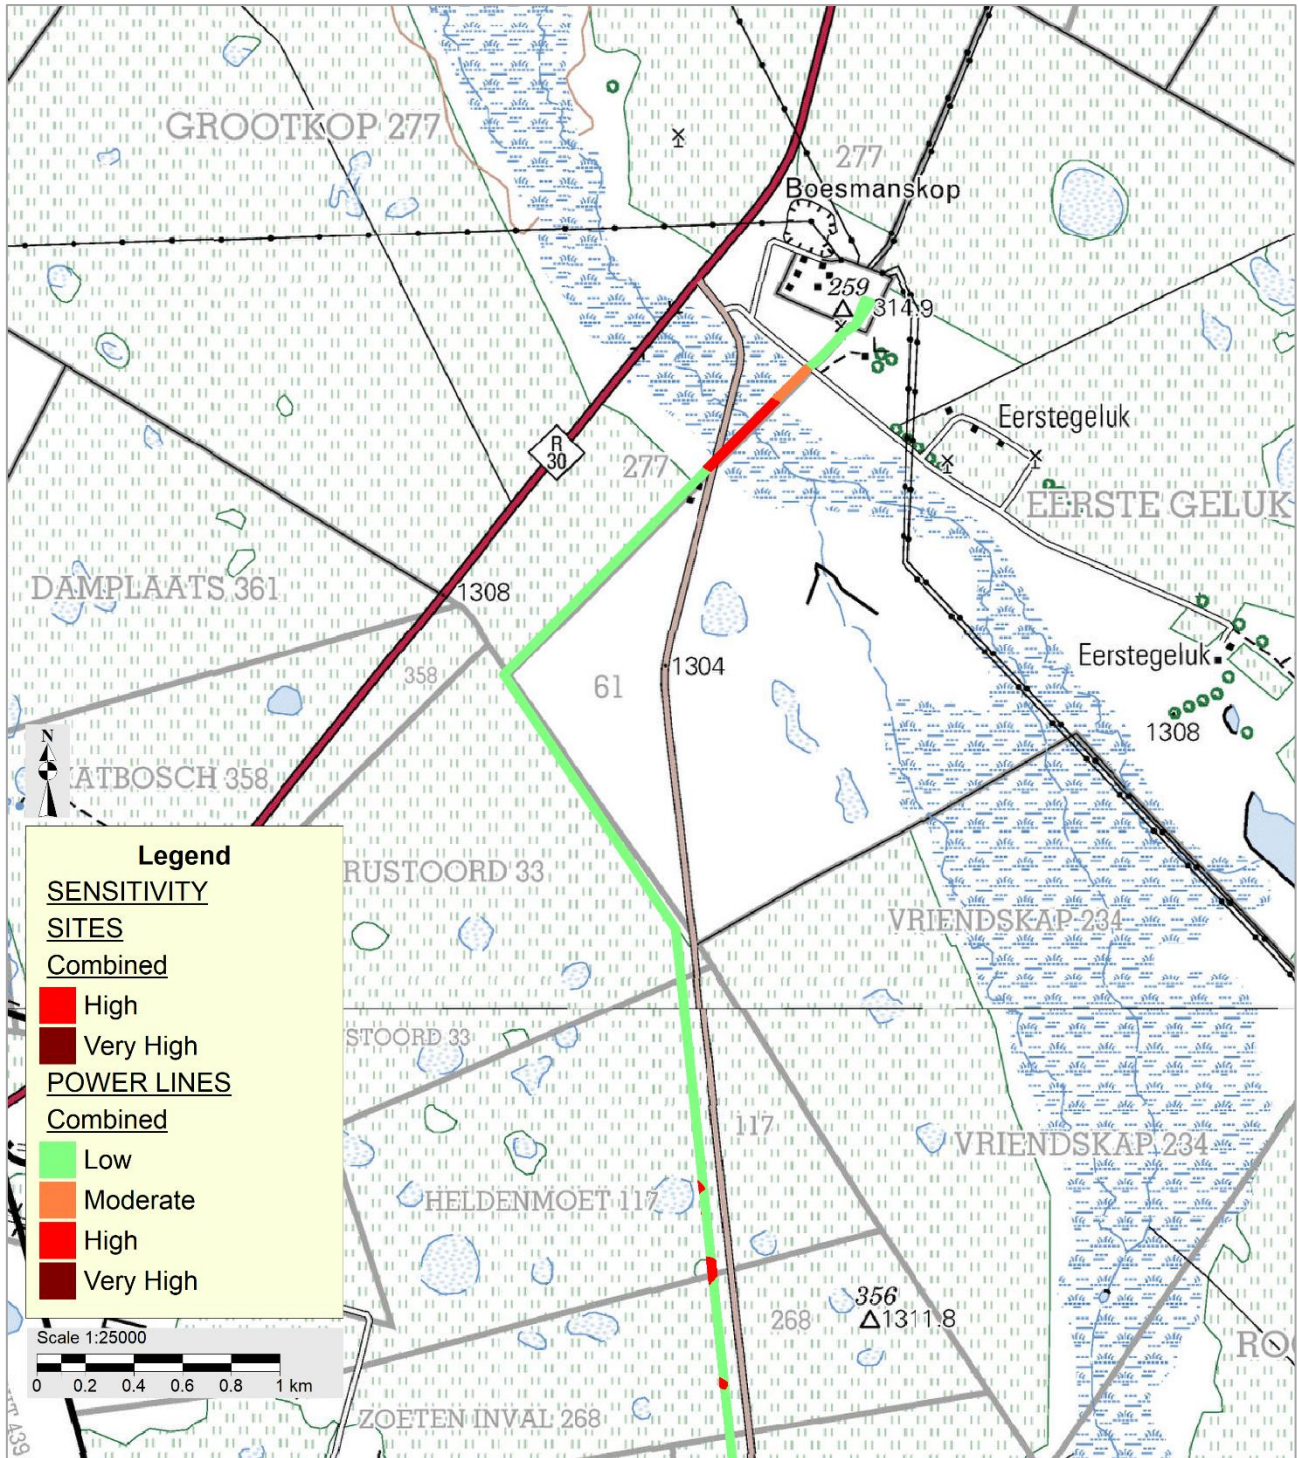 GROOTKOP 277
277
Boesmanskop
259
314.9
Eerstegeluk
R
30
277
EERSTE GELUK
DAMPLAATS 361
1308
Eerstegeluk
358
61
1304
1308
N
KATBOSCH 358
Legend
SENSITIVITY
SITES
Combined
High
Very High
POWER LINES
Combined
Low
Moderate
High
Very High
RUSTOORD 33
VRIENDSKAP 234
STOORD 33
117
VRIENDSKAP 234
HELDENMOET 117
356
1311.8
268
ROO
Scale 1:25000
0 0.2 0.4 0.6 0.8 1 km
ZOETEN INVAL 268
439